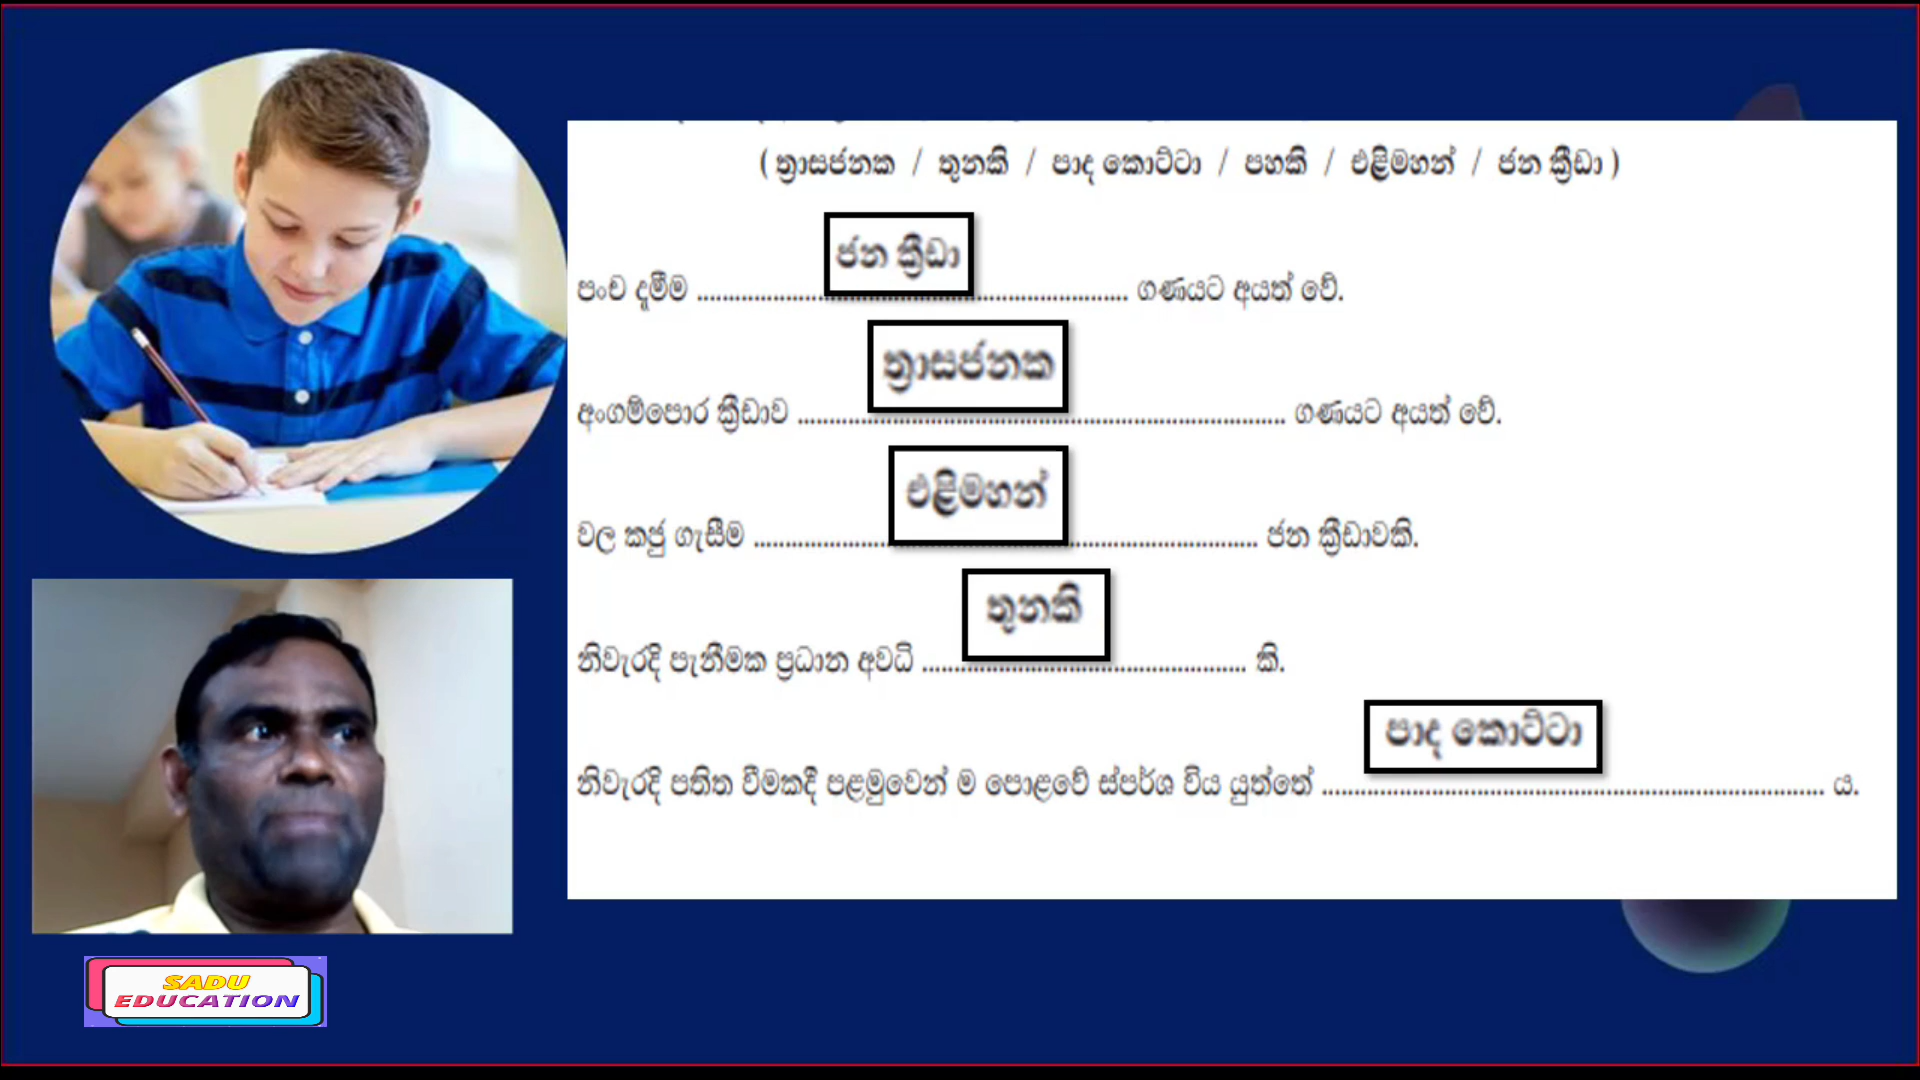 ( ත්‍රාසජනක / තුනකි / පාද කොට්ටා / පහකි / එළිමහන් / ජන ක්‍රීඩා )
ජන ක්‍රීඩා
පංච දැමීම ........................................ ගණයට අයත් වේ.
ත්‍රාසජනක
අංගම්පොර ක්‍රීඩාව ........................................ ගණයට අයත් වේ.
එළිමහන්
වල කජු ගැසීම ........................................ ජන ක්‍රීඩාවකි.
තුනකි
නිවැරදි පැනීමක ප්‍රධාන අවධි ........................................ කි.
පාද කොට්ටා
නිවැරදි පතිත වීමකදී පළමුවෙන් ම පොළවේ ස්පර්ශ විය යුත්තේ ........................................ ය.
SADU
EDUCATION